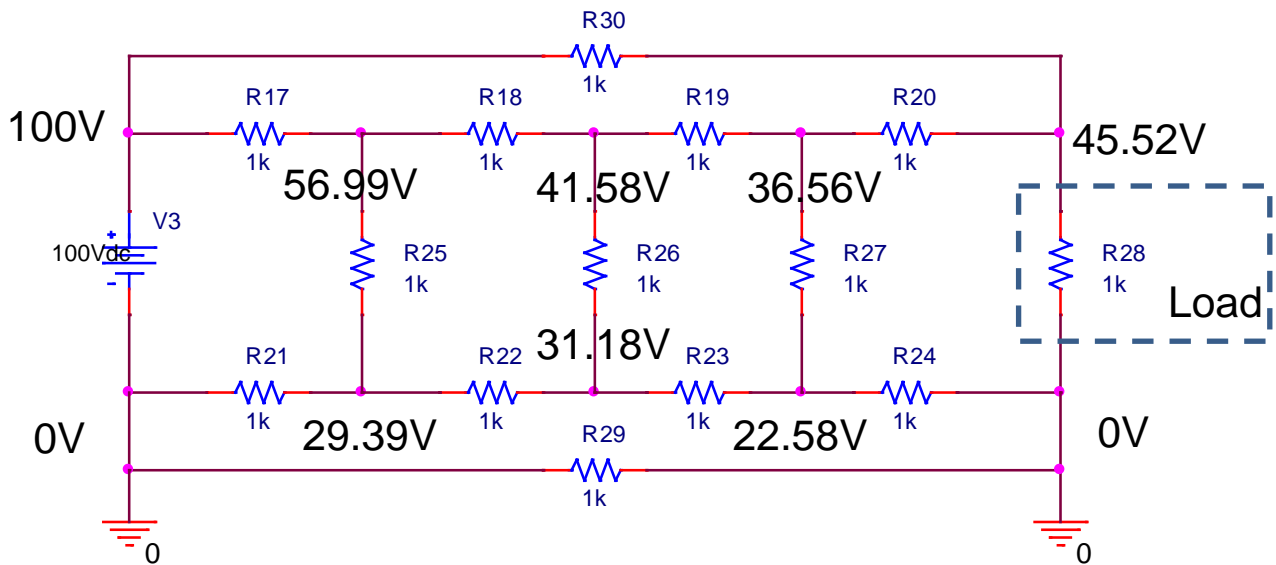 R30
1k
R17
R18
R19
R20
100V
1k
1k
1k
1k
45.52V
56.99V
41.58V
36.56V
+
V3
100Vdc
-
R25
1k
R26
1k
R27
1k
R28
1k
Load
31.18V
R21
R22
R23
R24
1k
1k
1k
1k
0V
29.39V
22.58V
0V
R29
1k
0
0